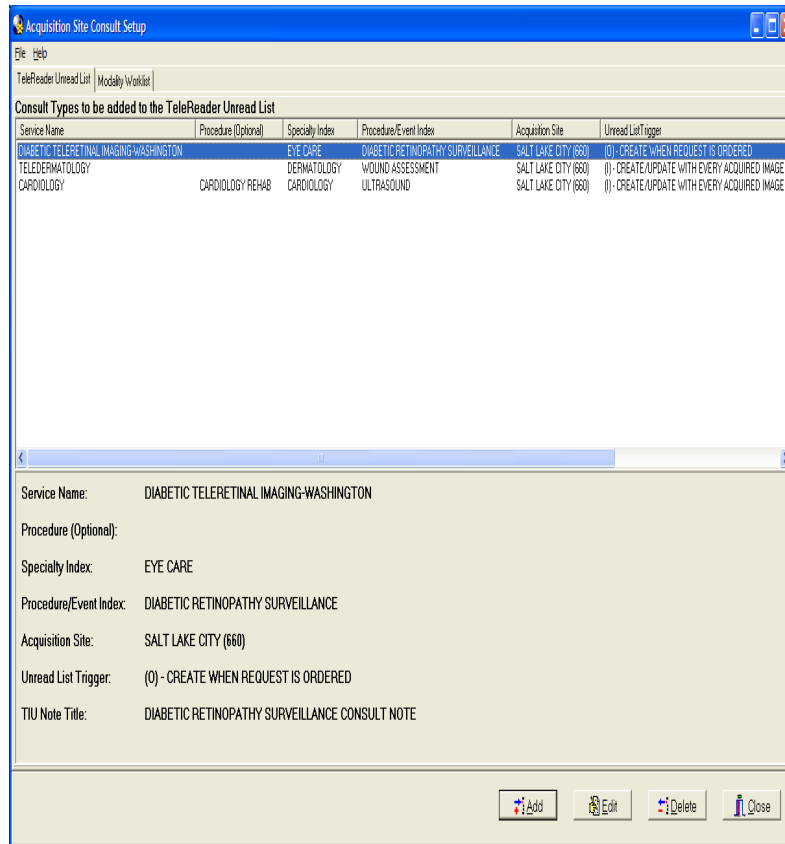 Acquisition Site Consult Setup
File Help
TeleReader Unread List Modality Worklist
Consult Types to be added to the TeleReader Unread List
Service Name Procedure (Optional) Specialty Index Procedure/Event Index Acquisition Site Unread List Trigger
DIABETIC TELERETINAL IMAGING-WASHINGTON EYE CARE DIABETIC RETINOPATHY SURVEILLANCE SALT LAKE CITY (660) (O) - CREATE WHEN REQUEST IS ORDERED
TELEDERMATOLOGY DERMATOLOGY WOUND ASSESSMENT SALT LAKE CITY (660) (I) - CREATE/UPDATE WITH EVERY ACQUIRED IMAGE
CARDIOLOGY CARDIOLOGY REHAB CARDIOLOGY ULTRASOUND SALT LAKE CITY (660) (I) - CREATE/UPDATE WITH EVERY ACQUIRED IMAGE
Service Name: DIABETIC TELERETINAL IMAGING-WASHINGTON
Procedure (Optional):
Specialty Index: EYE CARE
Procedure/Event Index: DIABETIC RETINOPATHY SURVEILLANCE
Acquisition Site: SALT LAKE CITY (660)
Unread List Trigger: (O) - CREATE WHEN REQUEST IS ORDERED
TIU Note Title: DIABETIC RETINOPATHY SURVEILLANCE CONSULT NOTE
Add Edit Delete Close